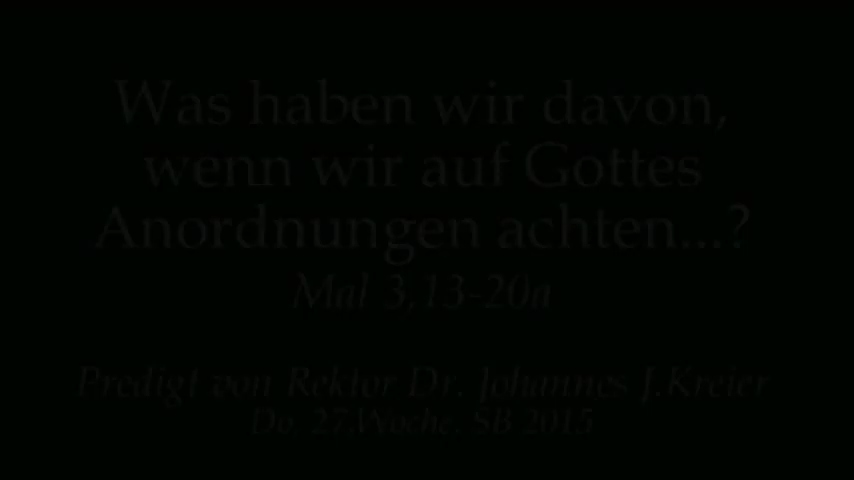 Was haben wir davon,
wenn wir auf Gottes
Anordnungen achten...?
Mal 3,13-20a
Predigt von Rektor Dr. Johannes J.Kreier
Do, 27.Woche. SB 2015